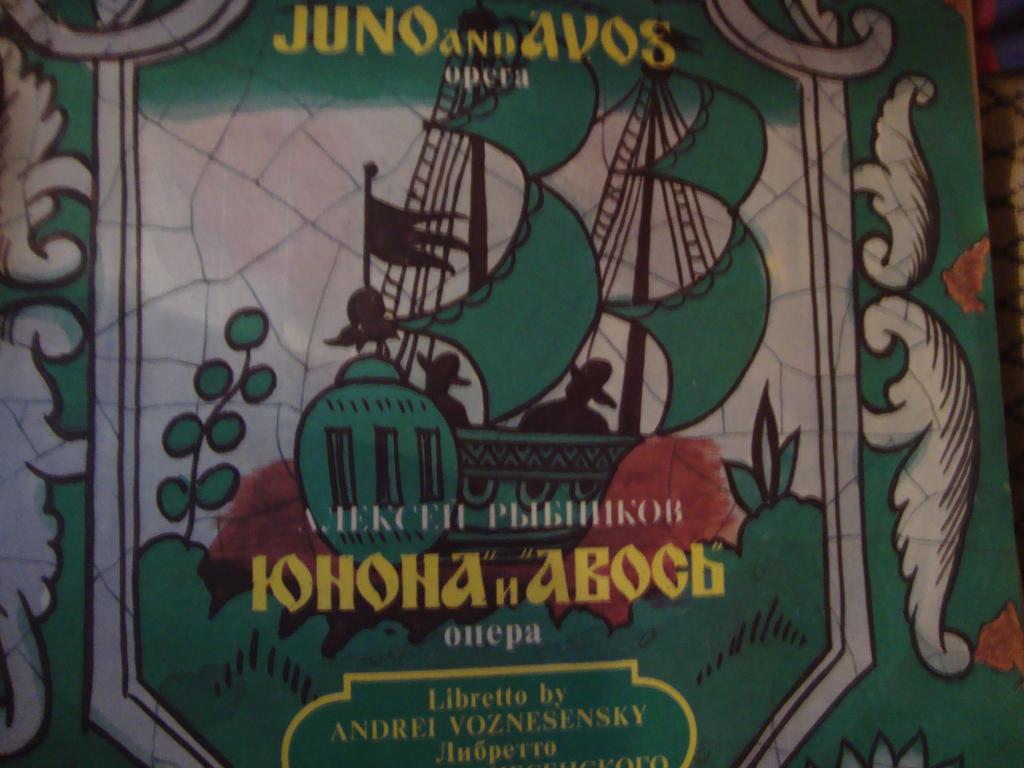 JUNO AND AVOS
opera
АЛЕКСЕЙ РЫБНИКОВ
"ЮНОНА" и "АВОСЬ"
опера
Libretto by
ANDREI VOZNESENSKY
Либретто